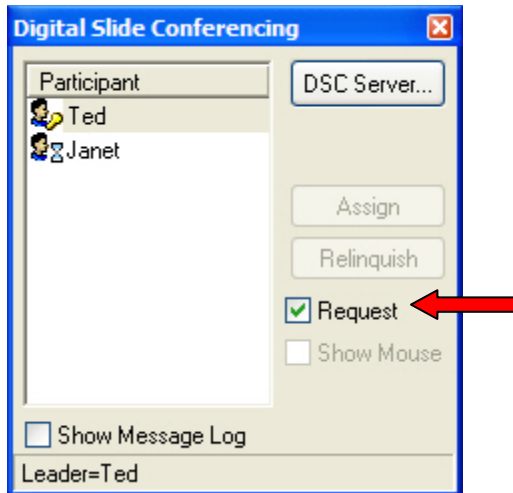 Digital Slide Conferencing
Participant
DSC Server...
Ted
Janet
Assign
Relinquish
Request
Show Mouse
Show Message Log
Leader=Ted